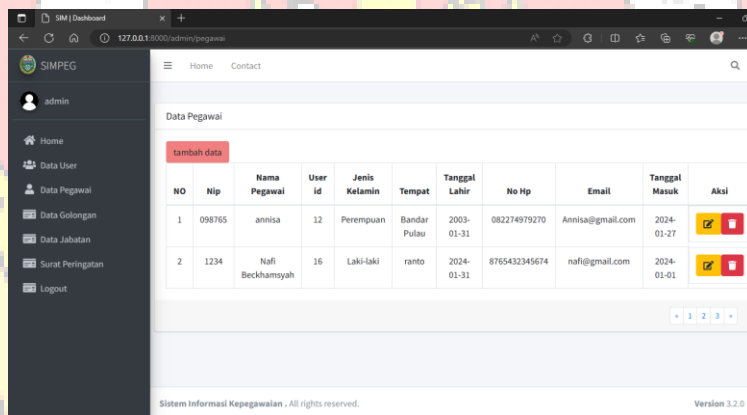 SIM | Dashboard
127.0.0.1:8000/admin/pegawai
SIMPEG
Home Contact
admin
Home
Data User
Data Pegawai
Data Golongan
Data Jabatan
Surat Peringatan
Logout
Data Pegawai
tambah data
NO Nip Nama Pegawai User id Jenis Kelamin Tempat Tanggal Lahir No Hp Email Tanggal Masuk Aksi
1 098765 annisa 12 Perempuan Bandar Pulau 2003-01-31 082274979270 Annisa@gmail.com 2024-01-27
2 1234 Nafi Beckhamsyah 16 Laki-laki ranto 2024-01-31 8765432345674 nafi@gmail.com 2024-01-01
« 1 2 3 »
Sistem Informasi Kepegawaian . All rights reserved.
Version 3.2.0